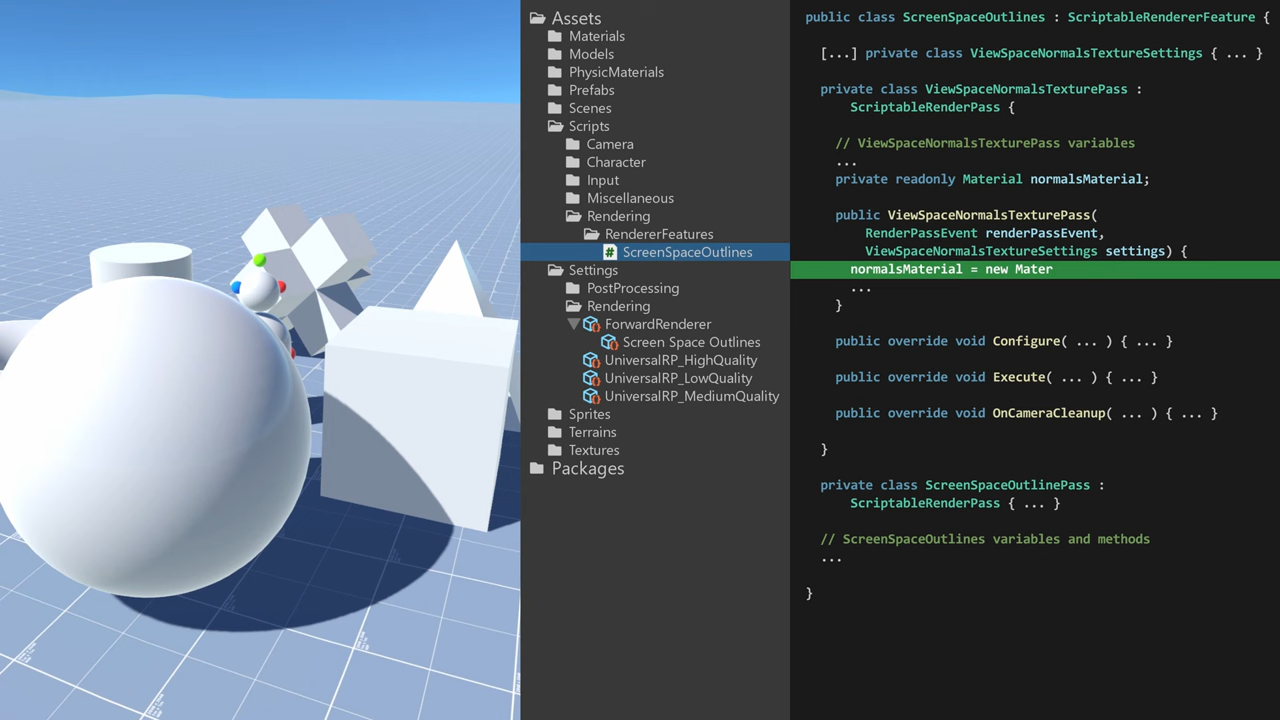 Assets
Materials
Models
PhysicMaterials
Prefabs
Scenes
Scripts
Camera
Character
Input
Miscellaneous
Rendering
RendererFeatures
ScreenSpaceOutlines
Settings
PostProcessing
Rendering
ForwardRenderer
Screen Space Outlines
UniversalRP_HighQuality
UniversalRP_LowQuality
UniversalRP_MediumQuality
Sprites
Terrains
Textures
Packages
public class ScreenSpaceOutlines : ScriptableRendererFeature {
[...] private class ViewSpaceNormalsTextureSettings { ... }
private class ViewSpaceNormalsTexturePass :
ScriptableRenderPass {
// ViewSpaceNormalsTexturePass variables
...
private readonly Material normalsMaterial;
public ViewSpaceNormalsTexturePass(
RenderPassEvent renderPassEvent,
ViewSpaceNormalsTextureSettings settings) {
normalsMaterial = new Mater
...
}
public override void Configure( ... ) { ... }
public override void Execute( ... ) { ... }
public override void OnCameraCleanup( ... ) { ... }
}
private class ScreenSpaceOutlinePass :
ScriptableRenderPass { ... }
// ScreenSpaceOutlines variables and methods
...
}